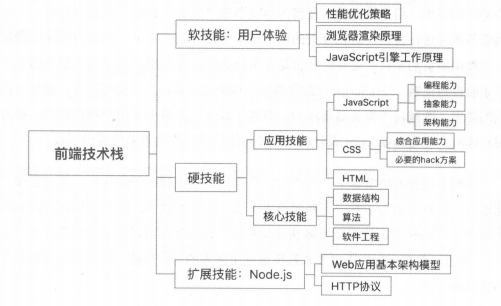 前端技术栈
软技能：用户体验
性能优化策略
浏览器渲染原理
JavaScript引擎工作原理
硬技能
应用技能
JavaScript
编程能力
抽象能力
架构能力
CSS
综合应用能力
必要的hack方案
HTML
核心技能
数据结构
算法
软件工程
扩展技能：Node.js
Web应用基本架构模型
HTTP协议